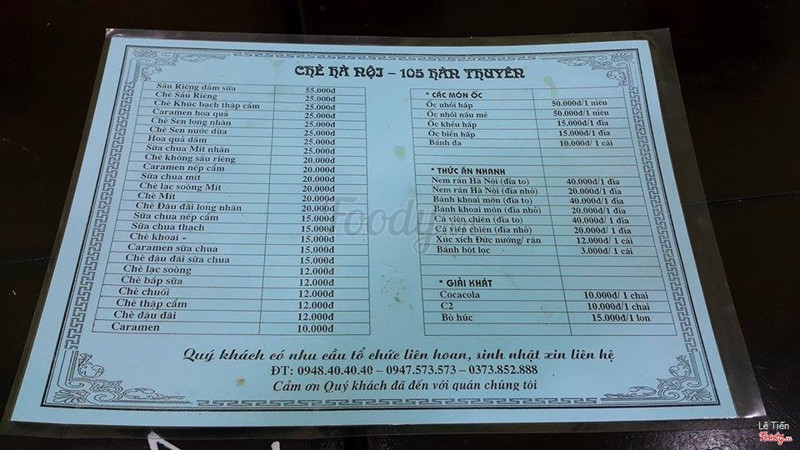 CHÈ HÀ NỘI – 105 HÀN THUYÊN
Sầu Riêng dầm sữa 55.000đ
Chè Sầu Riêng 25.000đ
Chè Khúc bạch thập cẩm 25.000đ
Caramen hoa quả 25.000đ
Chè Sen long nhãn 25.000đ
Chè Sen nước dừa 25.000đ
Hoa quả dầm 25.000đ
Sữa chua Mít nhãn 25.000đ
Chè không sầu riêng 20.000đ
Caramen nếp cẩm 20.000đ
Sữa chua mít 20.000đ
Chè lạc soòng Mít 20.000đ
Chè Mít 20.000đ
Chè Đậu đãi long nhãn 20.000đ
Sữa chua nếp cẩm 15.000đ
Sữa chua thạch 15.000đ
Chè khoai - 15.000đ
Caramen sữa chua 15.000đ
Chè đậu đãi sữa chua 15.000đ
Chè lạc soòng 12.000đ
Chè bắp sữa 12.000đ
Chè chuối 12.000đ
Chè thập cẩm 12.000đ
Chè đậu đãi 12.000đ
Caramen 10.000đ
* CÁC MÓN ỐC
Ốc nhồi hấp 50.000đ/1 niêu
Ốc nhồi nấu mẻ 50.000đ/1 niêu
Ốc khều hấp 15.000đ/1 đĩa
Ốc biển hấp 15.000đ/1 đĩa
Bánh đa 10.000đ/1 cái
* THỨC ĂN NHANH
Nem rán Hà Nội (đĩa to) 40.000đ/1 đĩa
Nem rán Hà Nội (đĩa nhỏ) 20.000đ/1 đĩa
Bánh khoai môn (đĩa to) 40.000đ/1 đĩa
Bánh khoai môn (đĩa nhỏ) 20.000đ/1 đĩa
Cá viên chiên (đĩa to) 40.000đ/1 đĩa
Cá viên chiên (đĩa nhỏ) 20.000đ/1 đĩa
Xúc xích Đức nướng/ rán 12.000đ/1 cái
Bánh bột lọc 3.000đ/1 cái
* GIẢI KHÁT
Cocacola 10.000đ/1 chai
C2 10.000đ/1 chai
Bò húc 15.000đ/1 lon
Quý khách có nhu cầu tổ chức liên hoan, sinh nhật xin liên hệ
ĐT: 0948.40.40.40 – 0947.573.573 – 0373.852.888
Cảm ơn Quý khách đã đến với quán chúng tôi
Foody
Lê Tiến
Foody.vn